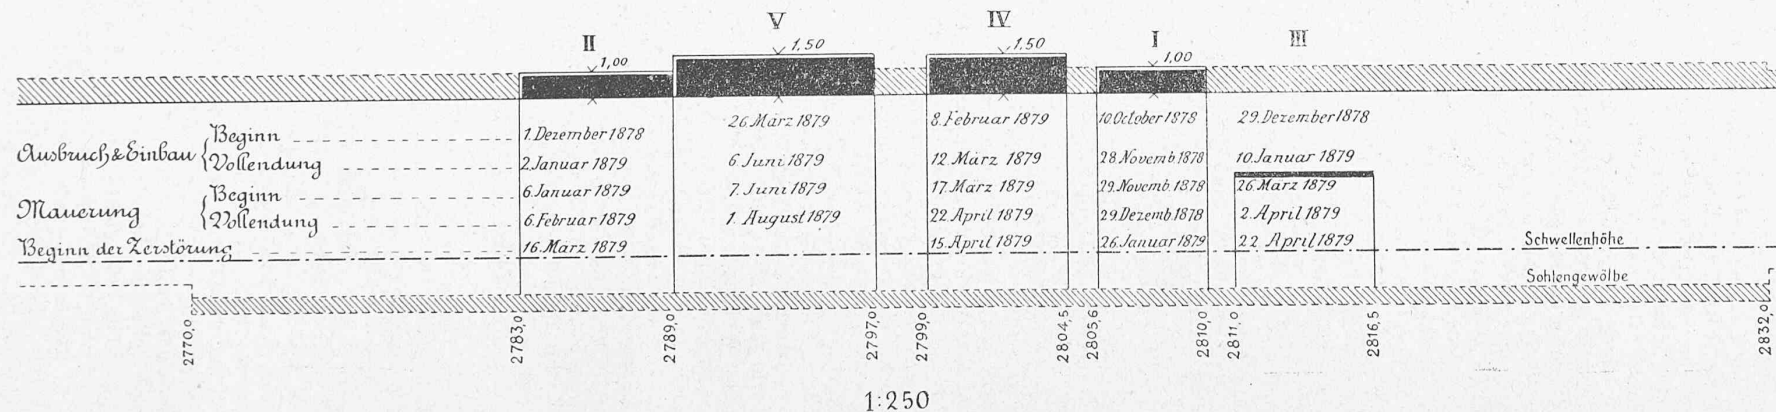 II V IV I III
1,00 1,50 1,50 1,00
Ausbruch & Einbau
Beginn 1. Dezember 1878 26. März 1879 8. Februar 1879 10 October 1878 29. Dezember 1878
Vollendung 2. Januar 1879 6. Juni 1879 12. März 1879 28. Novemb 1878 10. Januar 1879
Mauerung
Beginn 6. Januar 1879 7. Juni 1879 17. März 1879 29. Novemb. 1878 26. März 1879
Vollendung 6. Februar 1879 1. August 1879 22. April 1879 29. Dezemb. 1878 2. April 1879
Beginn der Zerstörung 16. März 1879 15. April 1879 26. Januar 1879 22. April 1879
Schwellenhöhe
Sohlengewölbe
2770,0 2783,0 2789,0 2797,0 2799,0 2804,5 2805,6 2810,0 2811,0 2816,5 2832,0
1:250